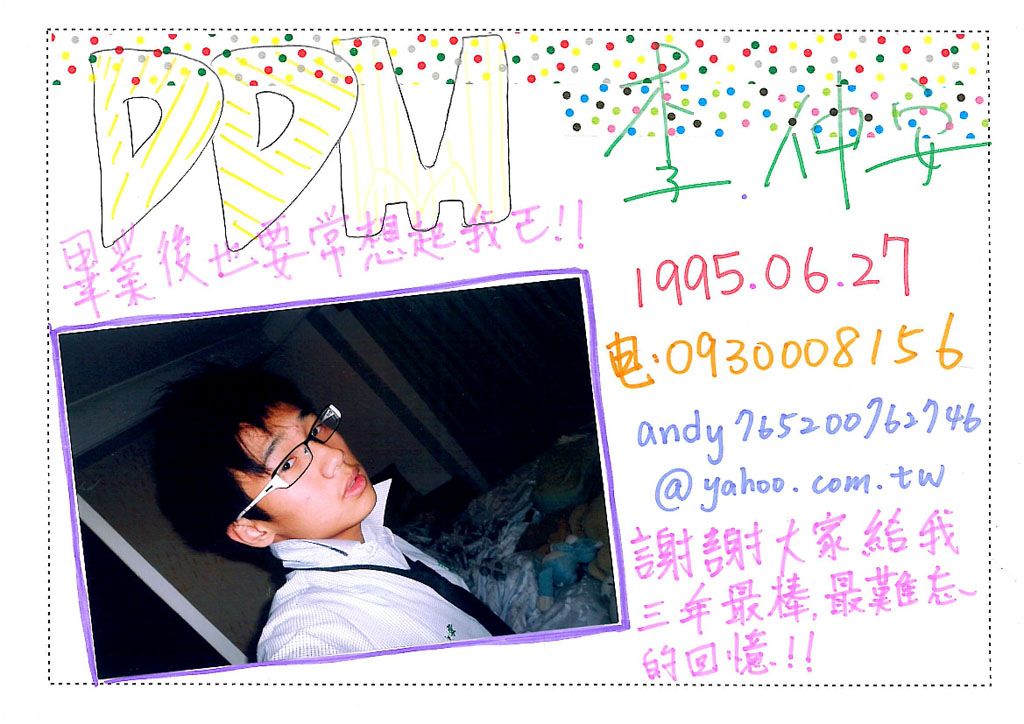 DDM
李仲安
畢業後也要常想起我ㄛ!!
1995.06.27
电:0930008156
andy765200762746
@yahoo.com.tw
謝謝大家給我
三年最棒,最難忘~
的回憶!!